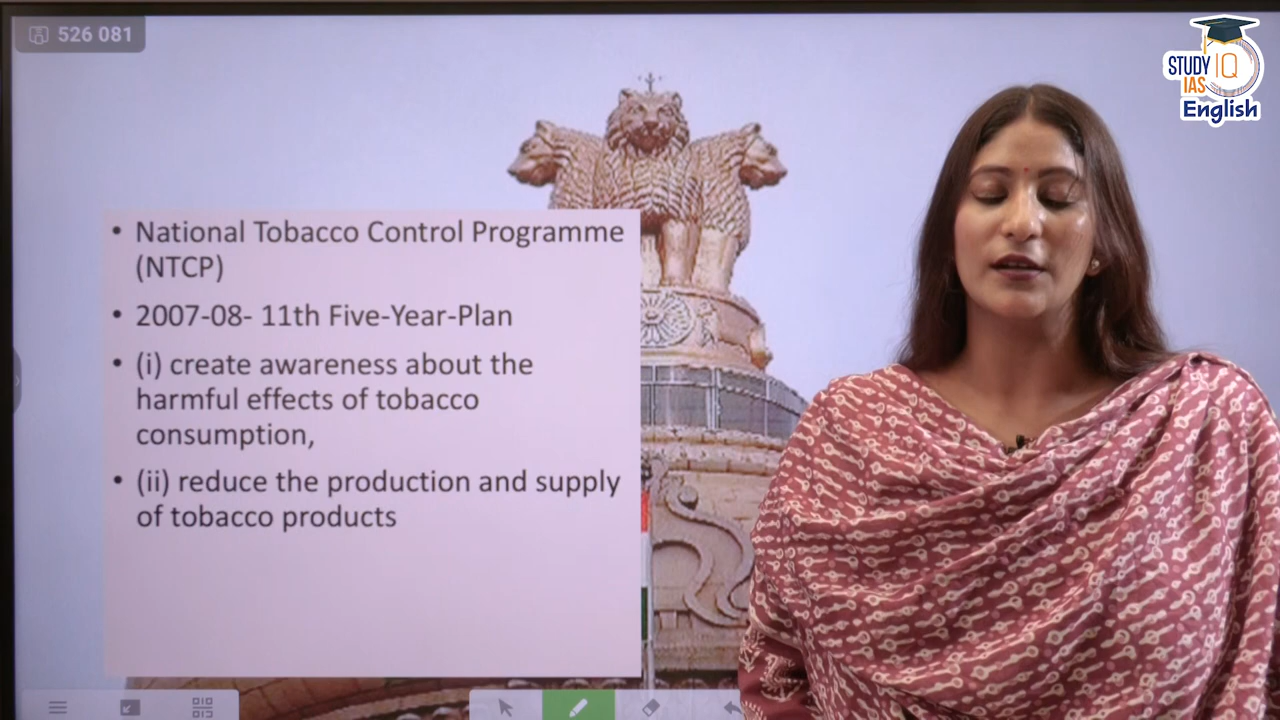 526 081
STUDY IQ
IAS
English
• National Tobacco Control Programme
(NTCP)
• 2007-08- 11th Five-Year-Plan
• (i) create awareness about the
harmful effects of tobacco
consumption,
• (ii) reduce the production and supply
of tobacco products